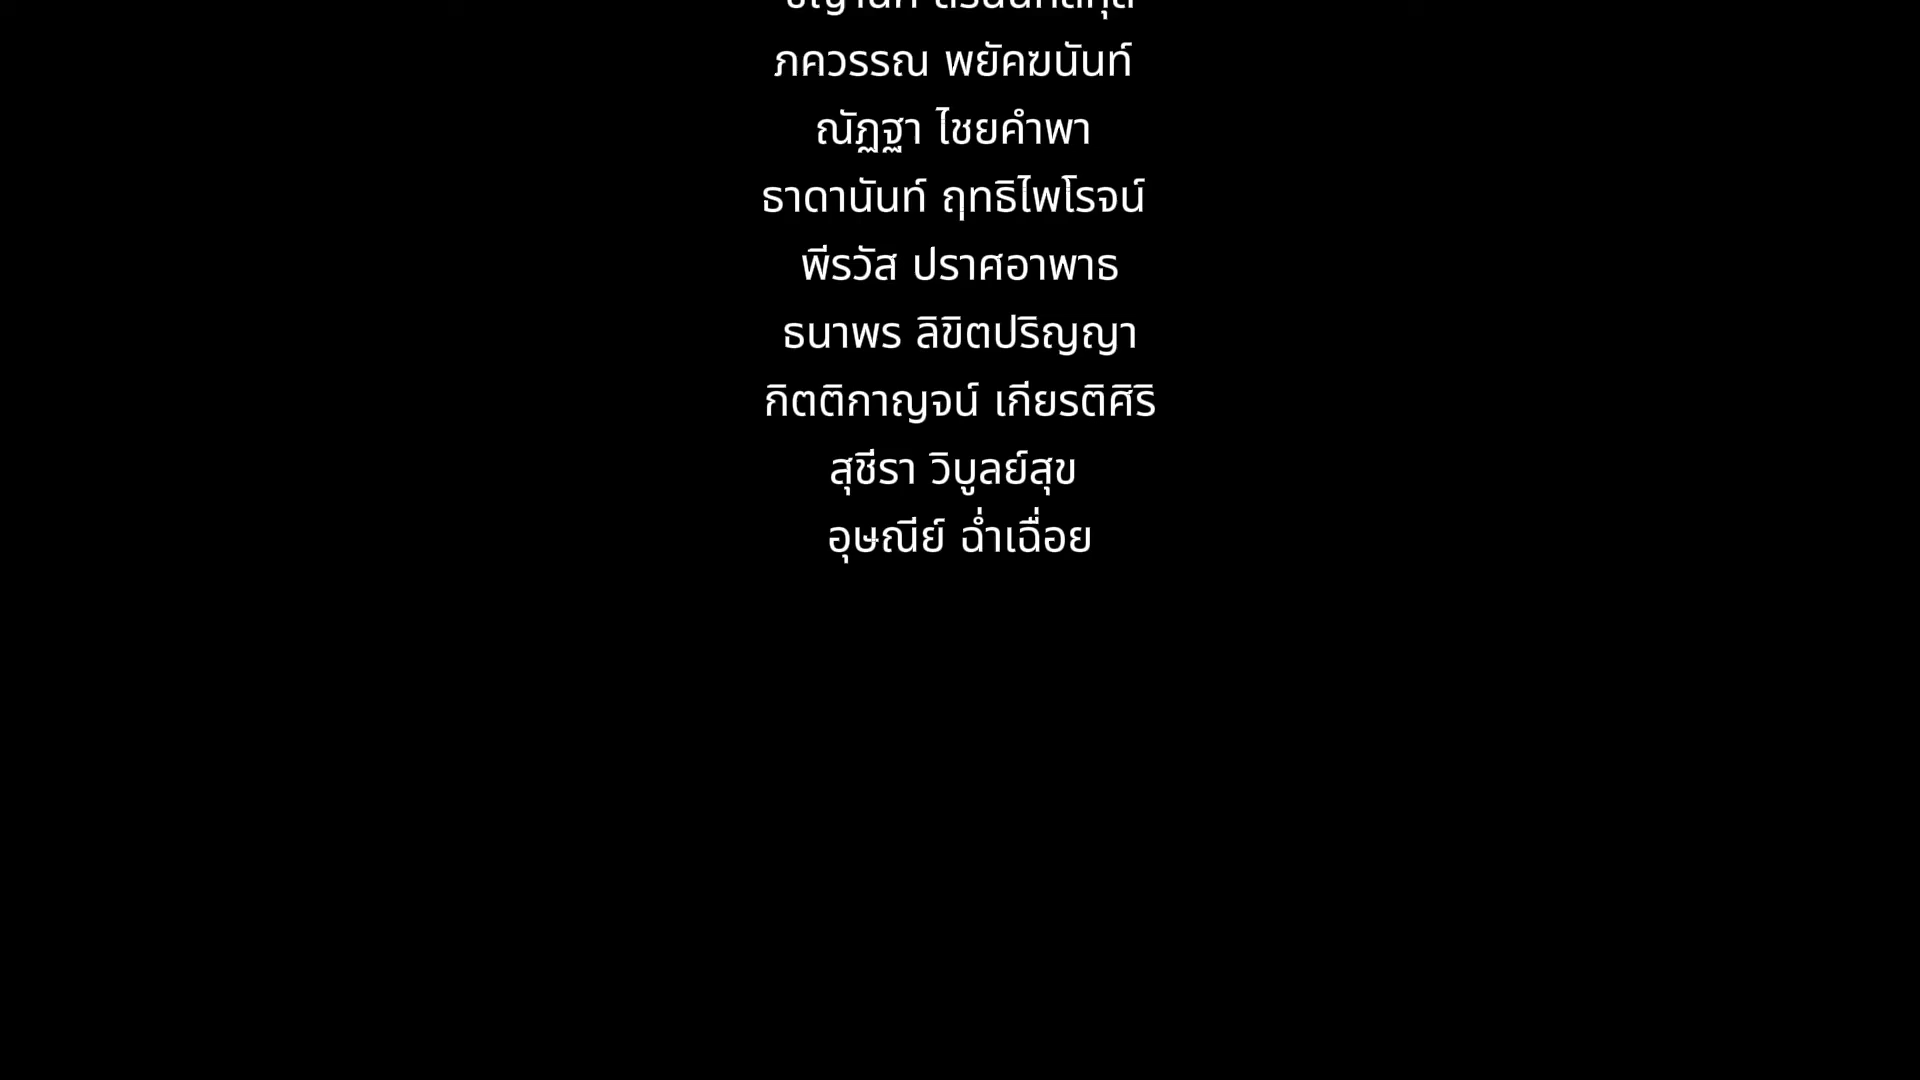 ภควรรณ พยัคฆนันท์
ณัฏฐา ไชยคำพา
ธาดานันท์ ฤทธิไพโรจน์
พีรวัส ปราศอาพาธ
ธนาพร ลิขิตปริญญา
กิตติกาญจน์ เกียรติศิริ
สุชีรา วิบูลย์สุข
อุษณีย์ ฉ่ำเฉื่อย